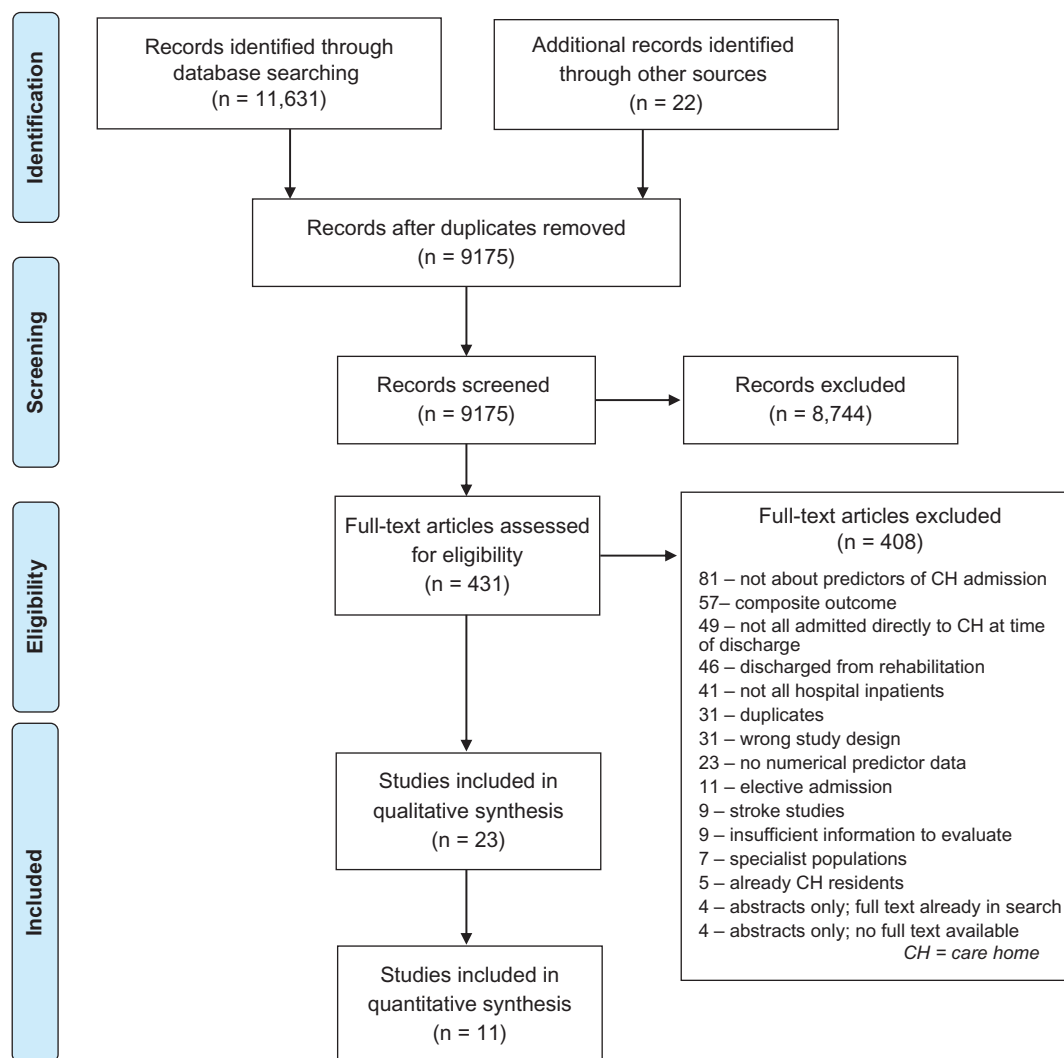 Identification
Records identified through
database searching
(n = 11,631)
Additional records identified
through other sources
(n = 22)
Records after duplicates removed
(n = 9175)
Screening
Records screened
(n = 9175)
Records excluded
(n = 8,744)
Eligibility
Full-text articles assessed
for eligibility
(n = 431)
Full-text articles excluded
(n = 408)
81 – not about predictors of CH admission
57– composite outcome
49 – not all admitted directly to CH at time
of discharge
46 – discharged from rehabilitation
41 – not all hospital inpatients
31 – duplicates
31 – wrong study design
23 – no numerical predictor data
11 – elective admission
9 – stroke studies
9 – insufficient information to evaluate
7 – specialist populations
5 – already CH residents
4 – abstracts only; full text already in search
4 – abstracts only; no full text available
CH = care home
Included
Studies included in
qualitative synthesis
(n = 23)
Studies included in
quantitative synthesis
(n = 11)